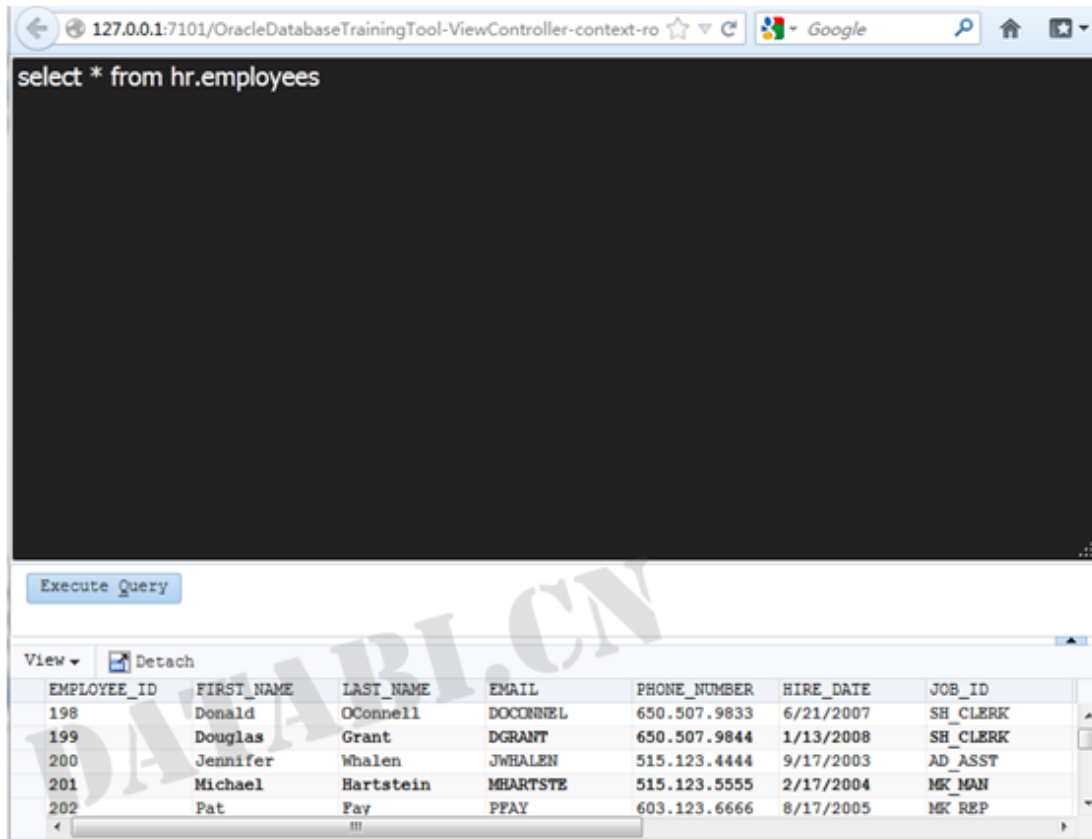 127.0.0.1:7101/OracleDatabaseTrainingTool-ViewController-context-ro
Google
select * from hr.employees
Execute Query
View
Detach
EMPLOYEE_ID FIRST_NAME LAST_NAME EMAIL PHONE_NUMBER HIRE_DATE JOB_ID
198 Donald OConnell DOCONNEL 650.507.9833 6/21/2007 SH_CLERK
199 Douglas Grant DGRANT 650.507.9844 1/13/2008 SH_CLERK
200 Jennifer Whalen JWHALEN 515.123.4444 9/17/2003 AD_ASST
201 Michael Hartstein MHARTSTE 515.123.5555 2/17/2004 MK_MAN
202 Pat Fay PFAY 603.123.6666 8/17/2005 MK_REP
DATABI.CN